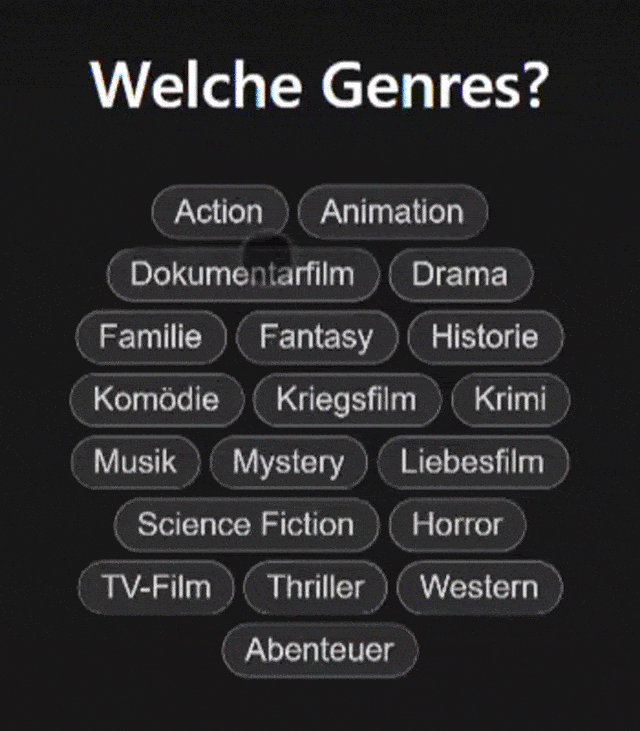 Welche Genres?
Action Animation
Dokumentarfilm Drama
Familie Fantasy Historie
Komödie Kriegsfilm Krimi
Musik Mystery Liebesfilm
Science Fiction Horror
TV-Film Thriller Western
Abenteuer